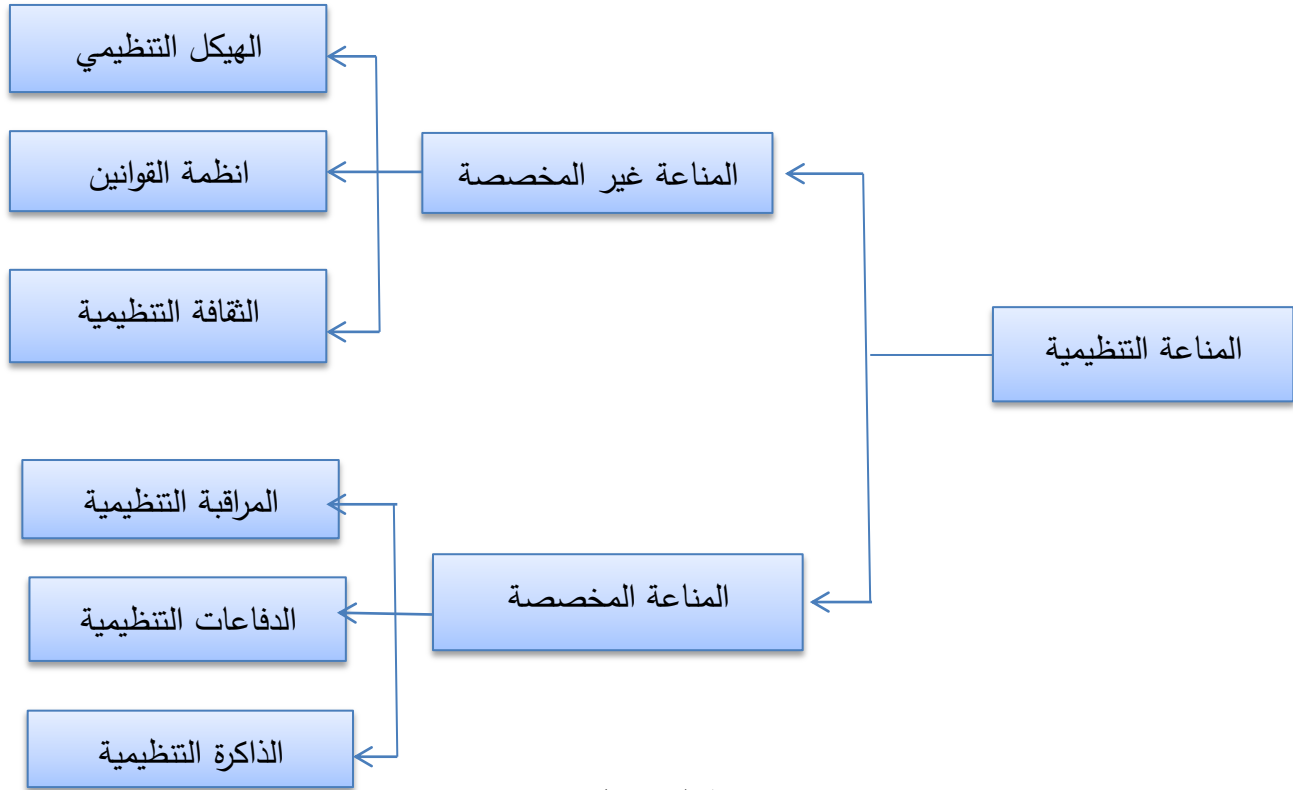 المناعة التنظيمية
المناعة غير المخصصة
الهيكل التنظيمي
انظمة القوانين
الثقافة التنظيمية
المناعة المخصصة
المراقبة التنظيمية
الدفاعات التنظيمية
الذاكرة التنظيمية